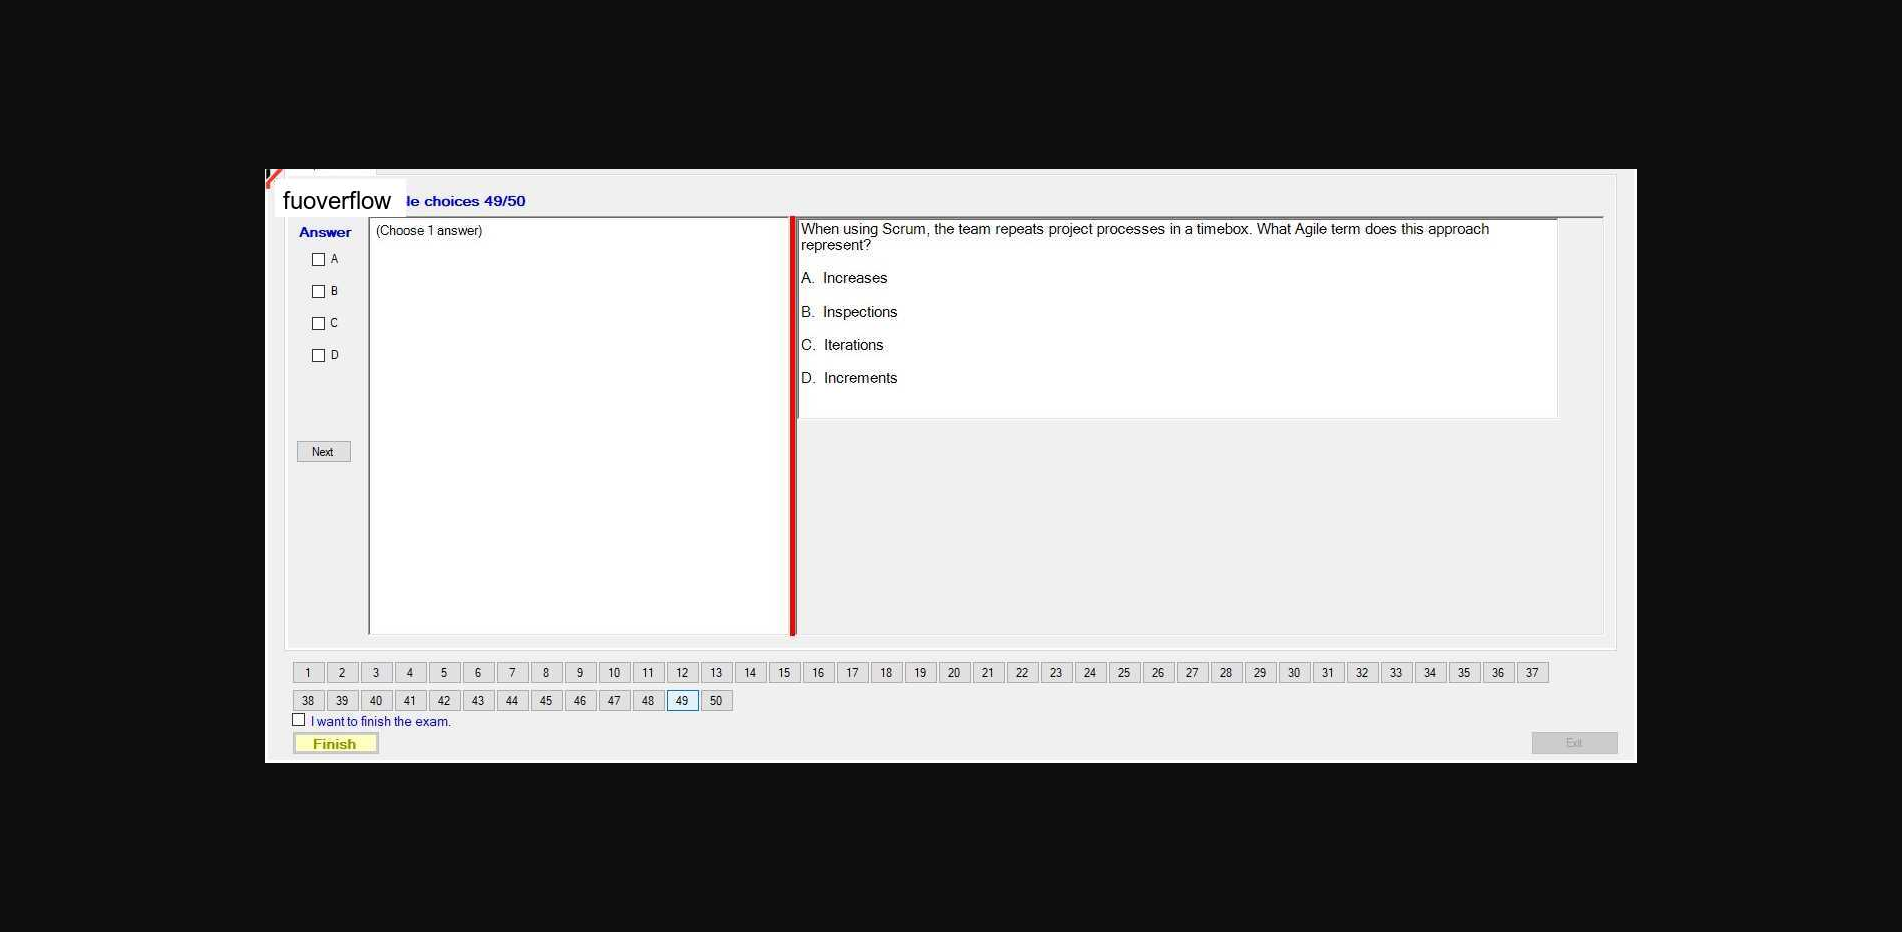 fuoverflow le choices 49/50
Answer
(Choose 1 answer)
A
B
C
D
Next
When using Scrum, the team repeats project processes in a timebox. What Agile term does this approach
represent?
A. Increases
B. Inspections
C. Iterations
D. Increments
1 2 3 4 5 6 7 8 9 10 11 12 13 14 15 16 17 18 19 20 21 22 23 24 25 26 27 28 29 30 31 32 33 34 35 36 37
38 39 40 41 42 43 44 45 46 47 48 49 50
I want to finish the exam.
Finish
Exit